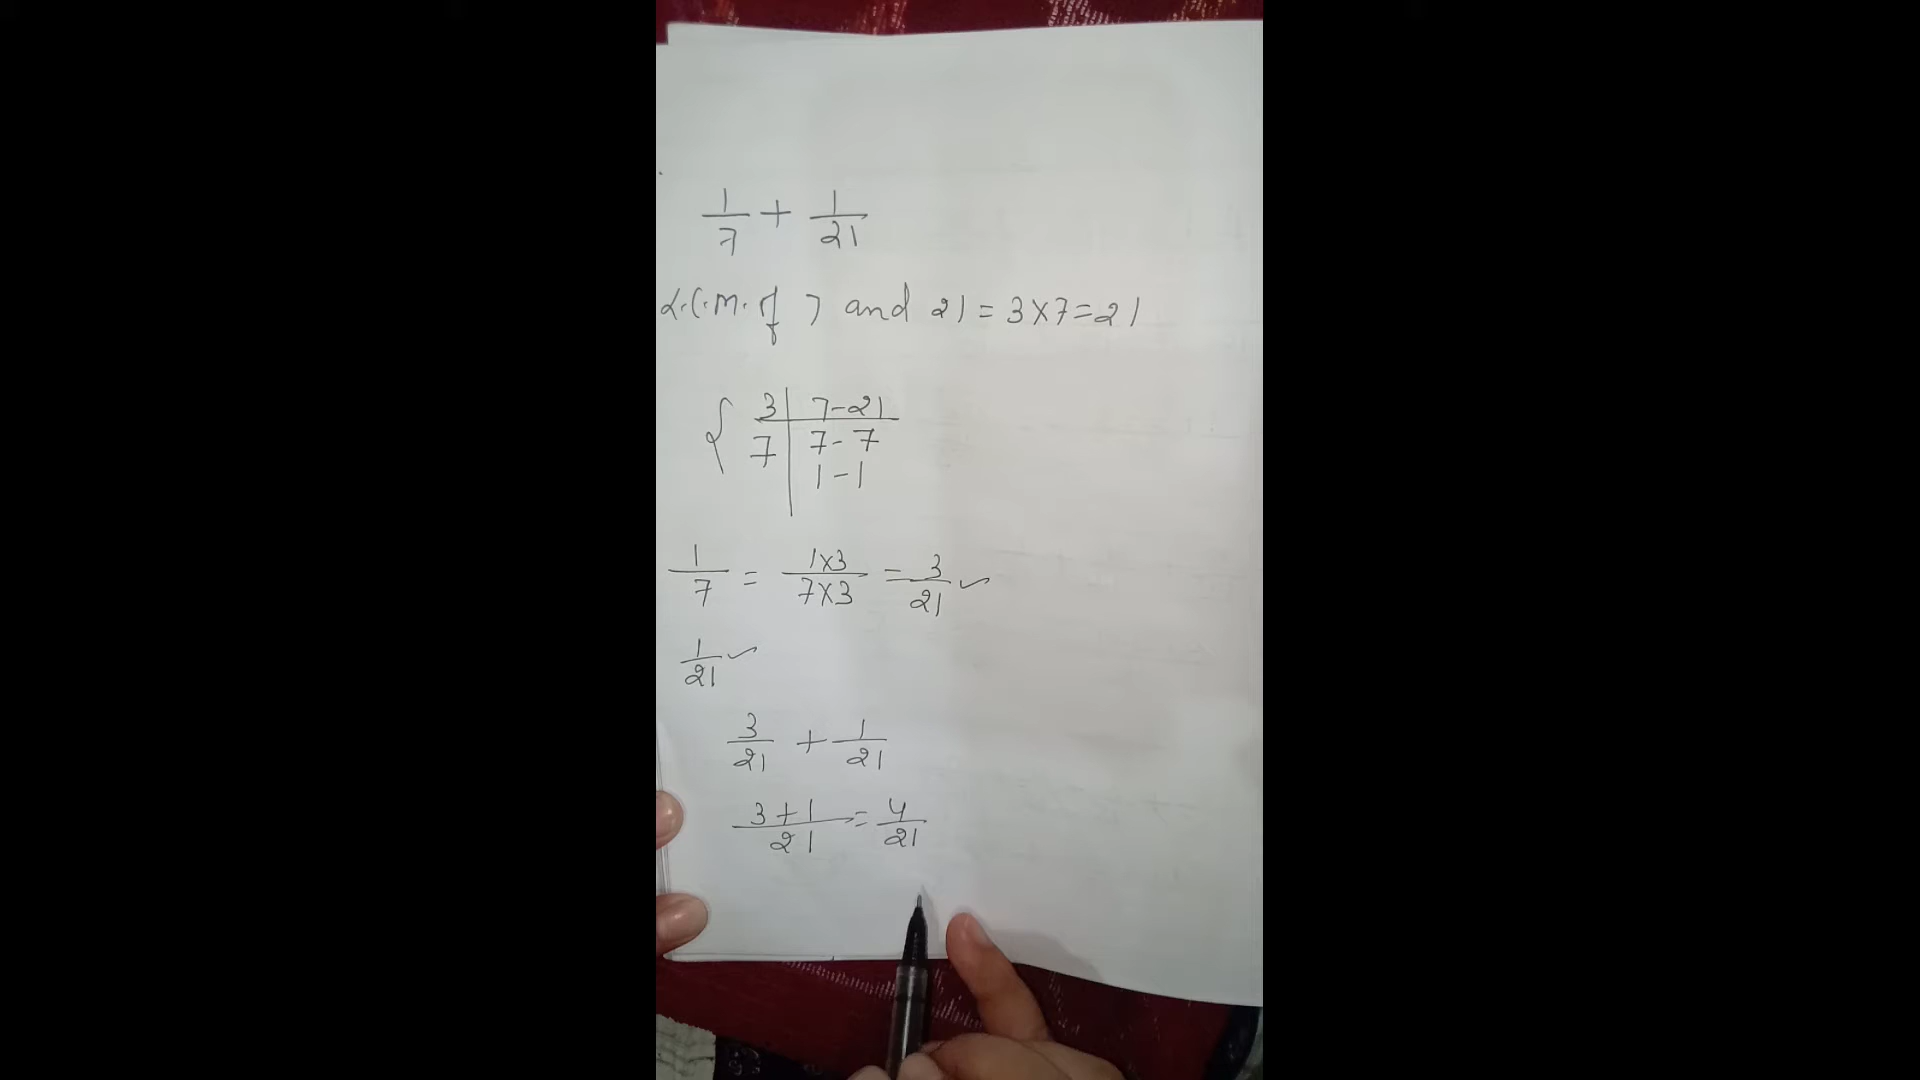 1/7 + 1/21
L.C.M. of 7 and 21 = 3×7=21
{ 3 | 7-21
7 | 7-7
1-1
1/7 = 1×3/7×3 = 3/21 ✓
1/21 ✓
3/21 + 1/21
3+1/21 = 4/21